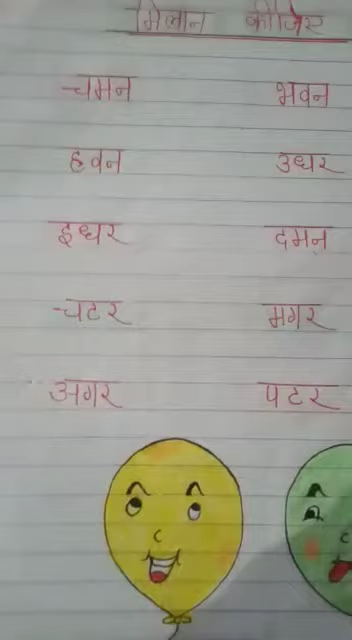 मिलान कीजिए
चमन भवन
हवन उधर
इधर दमन
चटर मगर
अगर पटर